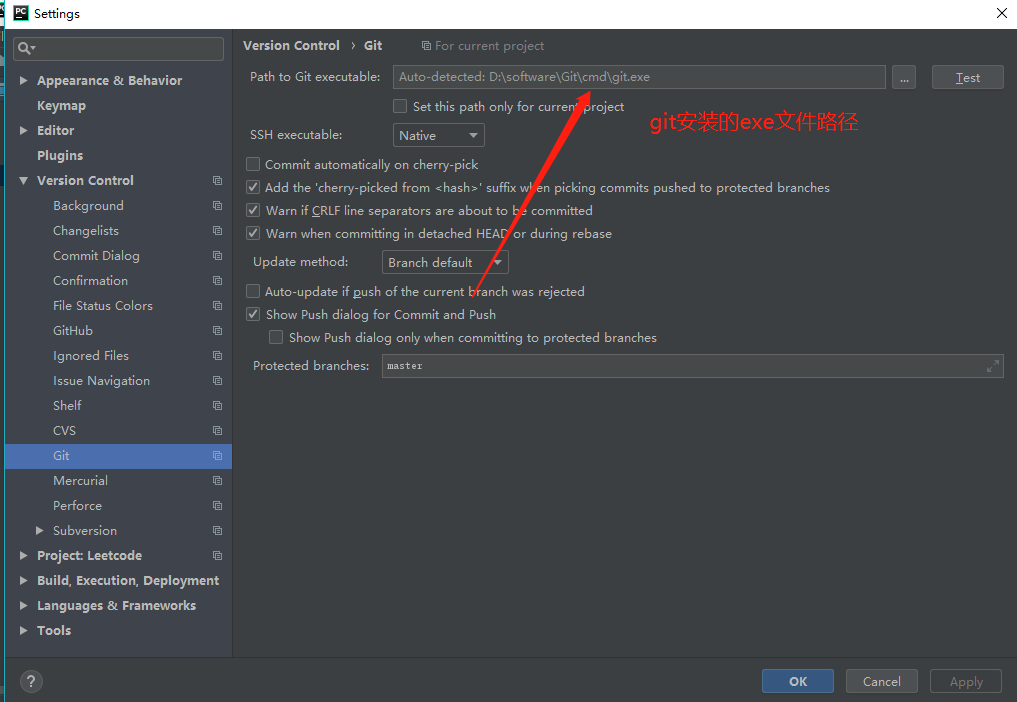 PC Settings
Version Control › Git For current project
Appearance & Behavior
Keymap
Editor
Plugins
Version Control
Background
Changelists
Commit Dialog
Confirmation
File Status Colors
GitHub
Ignored Files
Issue Navigation
Shelf
CVS
Git
Mercurial
Perforce
Subversion
Project: Leetcode
Build, Execution, Deployment
Languages & Frameworks
Tools
Path to Git executable: Auto-detected: D:\software\Git\cmd\git.exe ... Test
Set this path only for current project
git安装的exe文件路径
SSH executable: Native
Commit automatically on cherry-pick
Add the 'cherry-picked from <hash>' suffix when picking commits pushed to protected branches
Warn if CRLF line separators are about to be committed
Warn when committing in detached HEAD or during rebase
Update method: Branch default
Auto-update if push of the current branch was rejected
Show Push dialog for Commit and Push
Show Push dialog only when committing to protected branches
Protected branches: master
? OK Cancel Apply